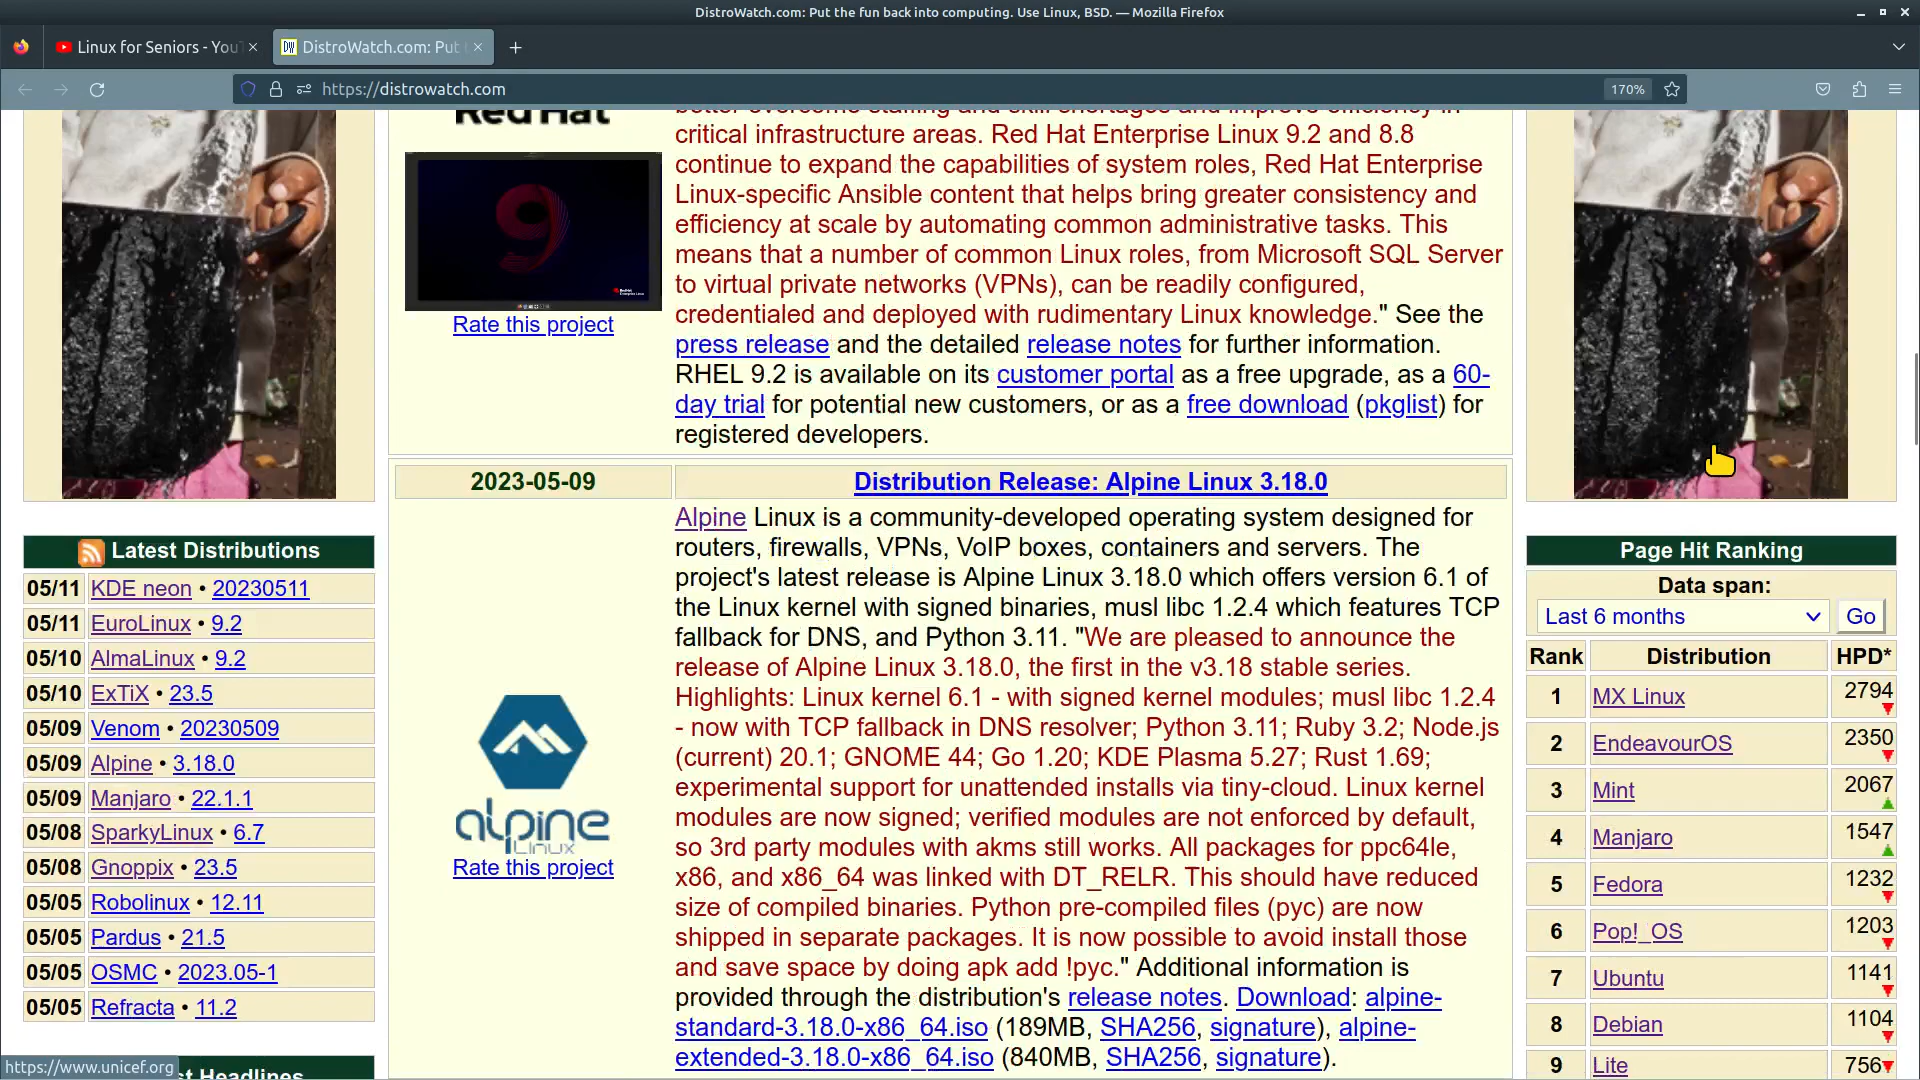 DistroWatch.com: Put the fun back into computing. Use Linux, BSD. — Mozilla Firefox
Linux for Seniors - You
DistroWatch.com: Put
https://distrowatch.com
170%
Red Hat
Rate this project
critical infrastructure areas. Red Hat Enterprise Linux 9.2 and 8.8
continue to expand the capabilities of system roles, Red Hat Enterprise
Linux-specific Ansible content that helps bring greater consistency and
efficiency at scale by automating common administrative tasks. This
means that a number of common Linux roles, from Microsoft SQL Server
to virtual private networks (VPNs), can be readily configured,
credentialed and deployed with rudimentary Linux knowledge." See the
press release and the detailed release notes for further information.
RHEL 9.2 is available on its customer portal as a free upgrade, as a 60-
day trial for potential new customers, or as a free download (pkglist) for
registered developers.
2023-05-09
Distribution Release: Alpine Linux 3.18.0
alpine
Linux
Rate this project
Alpine Linux is a community-developed operating system designed for
routers, firewalls, VPNs, VoIP boxes, containers and servers. The
project's latest release is Alpine Linux 3.18.0 which offers version 6.1 of
the Linux kernel with signed binaries, musl libc 1.2.4 which features TCP
fallback for DNS, and Python 3.11. "We are pleased to announce the
release of Alpine Linux 3.18.0, the first in the v3.18 stable series.
Highlights: Linux kernel 6.1 - with signed kernel modules; musl libc 1.2.4
- now with TCP fallback in DNS resolver; Python 3.11; Ruby 3.2; Node.js
(current) 20.1; GNOME 44; Go 1.20; KDE Plasma 5.27; Rust 1.69;
experimental support for unattended installs via tiny-cloud. Linux kernel
modules are now signed; verified modules are not enforced by default,
so 3rd party modules with akms still works. All packages for ppc64le,
x86, and x86_64 was linked with DT_RELR. This should have reduced
size of compiled binaries. Python pre-compiled files (pyc) are now
shipped in separate packages. It is now possible to avoid install those
and save space by doing apk add !pyc." Additional information is
provided through the distribution's release notes. Download: alpine-
standard-3.18.0-x86_64.iso (189MB, SHA256, signature), alpine-
extended-3.18.0-x86_64.iso (840MB, SHA256, signature).
Latest Distributions
05/11 KDE neon • 20230511
05/11 EuroLinux • 9.2
05/10 AlmaLinux • 9.2
05/10 ExTiX • 23.5
05/09 Venom • 20230509
05/09 Alpine • 3.18.0
05/09 Manjaro • 22.1.1
05/08 SparkyLinux • 6.7
05/08 Gnoppix • 23.5
05/05 Robolinux • 12.11
05/05 Pardus • 21.5
05/05 OSMC • 2023.05-1
05/05 Refracta • 11.2
https://www.unicef.org
Headlines
Page Hit Ranking
Data span:
Last 6 months Go
Rank Distribution HPD*
1 MX Linux 2794
2 EndeavourOS 2350
3 Mint 2067
4 Manjaro 1547
5 Fedora 1232
6 Pop!_OS 1203
7 Ubuntu 1141
8 Debian 1104
9 Lite 756